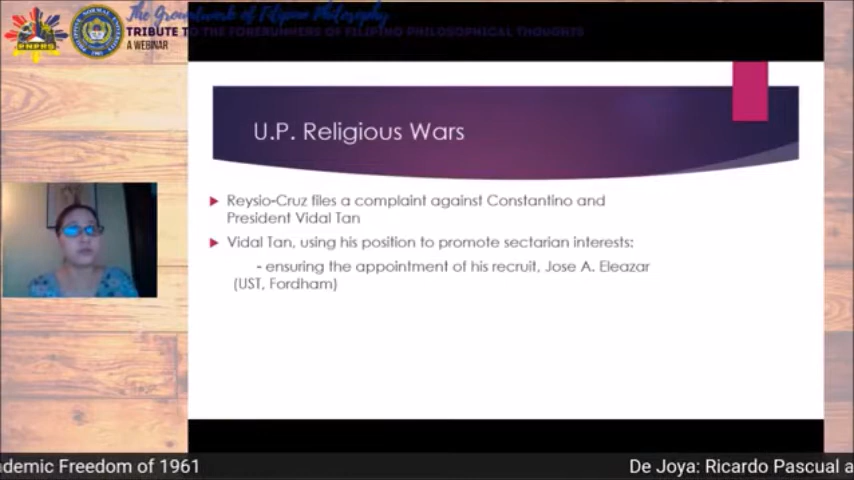 The Groundwork of Filipino Philosophy
TRIBUTE TO THE FORERUNNERS OF FILIPINO PHILOSOPHICAL THOUGHTS
A WEBINAR
U.P. Religious Wars
Reysio-Cruz files a complaint against Constantino and
President Vidal Tan
Vidal Tan, using his position to promote sectarian interests:
- ensuring the appointment of his recruit, Jose A. Eleazar
(UST, Fordham)
ademic Freedom of 1961
De Joya: Ricardo Pascual a